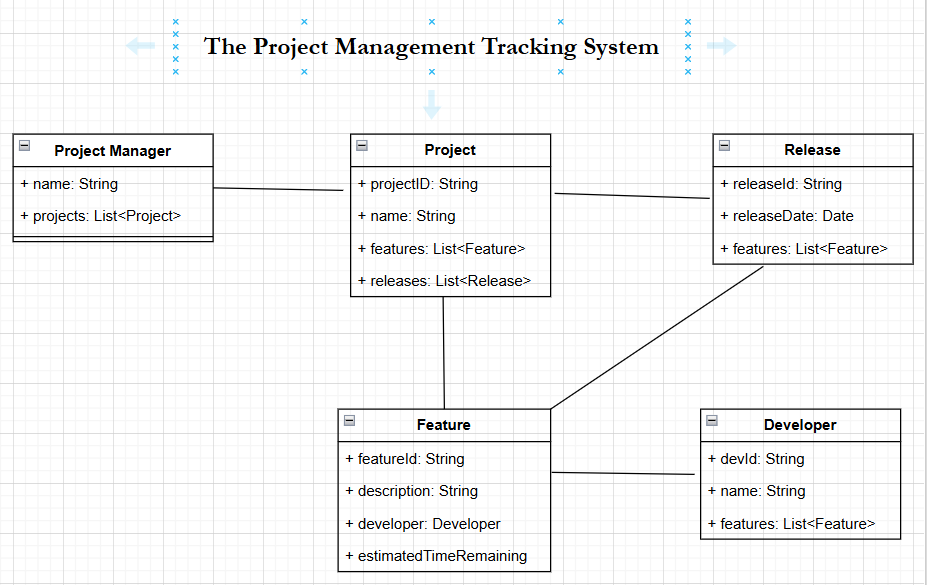 The Project Management Tracking System
Project Manager
+ name: String
+ projects: List<Project>
Project
+ projectID: String
+ name: String
+ features: List<Feature>
+ releases: List<Release>
Release
+ releaseId: String
+ releaseDate: Date
+ features: List<Feature>
Feature
+ featureId: String
+ description: String
+ developer: Developer
+ estimatedTimeRemaining
Developer
+ devId: String
+ name: String
+ features: List<Feature>